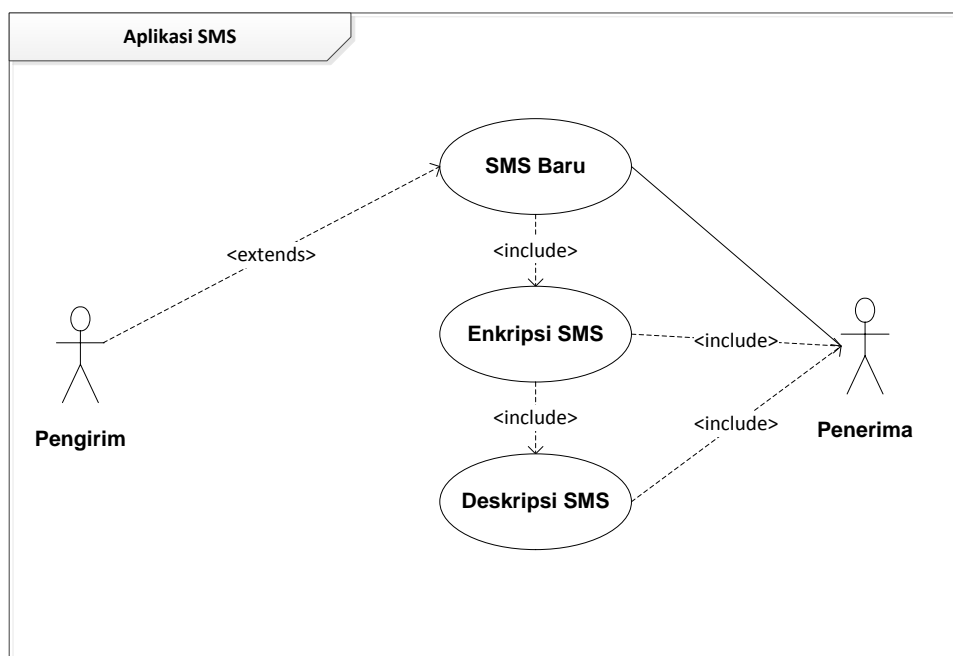 Aplikasi SMS
SMS Baru
<extends>
<include>
Enkripsi SMS
<include>
<include>
<include>
Pengirim
Penerima
Deskripsi SMS